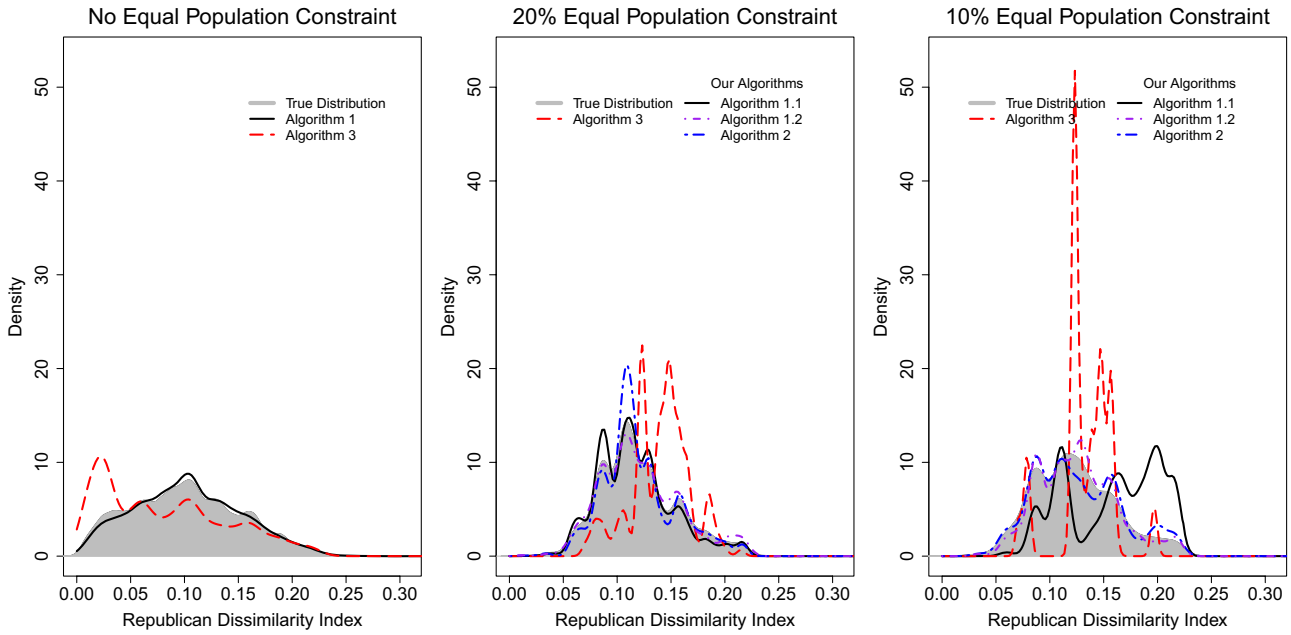 No Equal Population Constraint
Density
50
40
30
20
10
0
True Distribution
Algorithm 1
Algorithm 3
0.00 0.05 0.10 0.15 0.20 0.25 0.30
Republican Dissimilarity Index
20% Equal Population Constraint
Density
50
40
30
20
10
0
Our Algorithms
True Distribution Algorithm 1.1
Algorithm 3 Algorithm 1.2
Algorithm 2
0.00 0.05 0.10 0.15 0.20 0.25 0.30
Republican Dissimilarity Index
10% Equal Population Constraint
Density
50
40
30
20
10
0
Our Algorithms
True Distribution Algorithm 1.1
Algorithm 3 Algorithm 1.2
Algorithm 2
0.00 0.05 0.10 0.15 0.20 0.25 0.30
Republican Dissimilarity Index